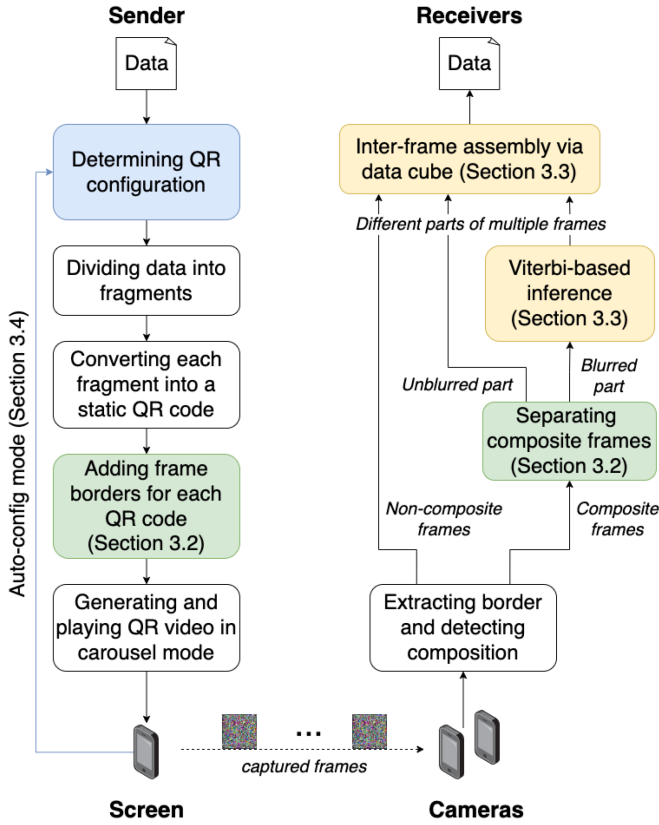 Sender
Data
Determining QR
configuration
Dividing data into
fragments
Converting each
fragment into a
static QR code
Adding frame
borders for each
QR code
(Section 3.2)
Generating and
playing QR video in
carousel mode
Auto-config mode (Section 3.4)
Screen
...
captured frames
Receivers
Data
Inter-frame assembly via
data cube (Section 3.3)
Different parts of multiple frames
Viterbi-based
inference
(Section 3.3)
Unblurred part
Blurred
part
Separating
composite frames
(Section 3.2)
Non-composite
frames
Composite
frames
Extracting border
and detecting
composition
Cameras